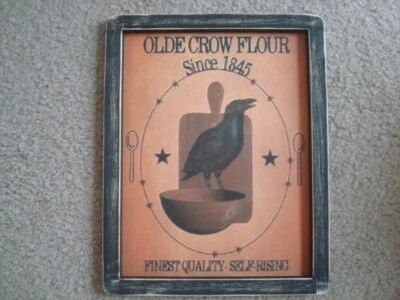 OLDE CROW FLOUR
Since 1845
FINEST QUALITY-SELF-RISING